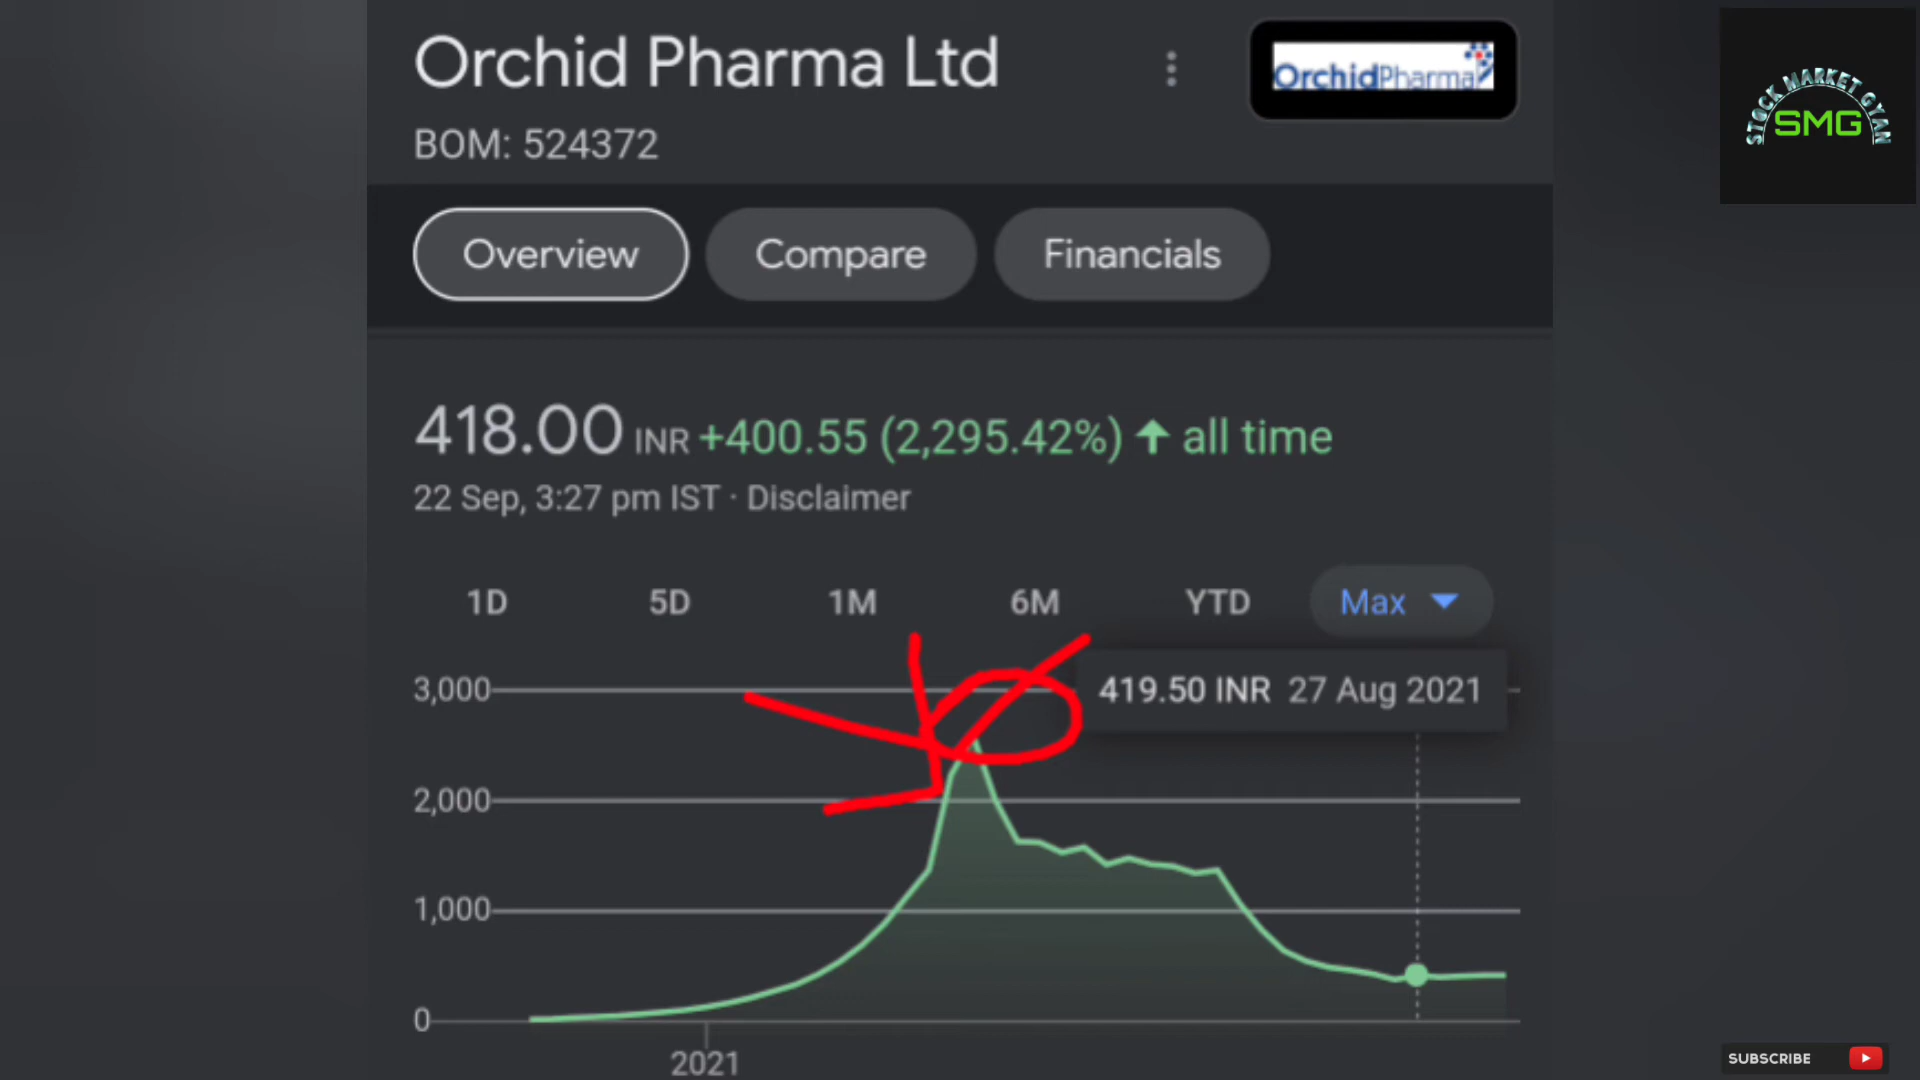 Orchid Pharma Ltd
OrchidPharma
STOCK MARKET GYAN
SMG
BOM: 524372
Overview Compare Financials
418.00 INR +400.55 (2,295.42%) ↑ all time
22 Sep, 3:27 pm IST · Disclaimer
1D 5D 1M 6M YTD Max
419.50 INR 27 Aug 2021
3,000
2,000
1,000
0
2021
SUBSCRIBE